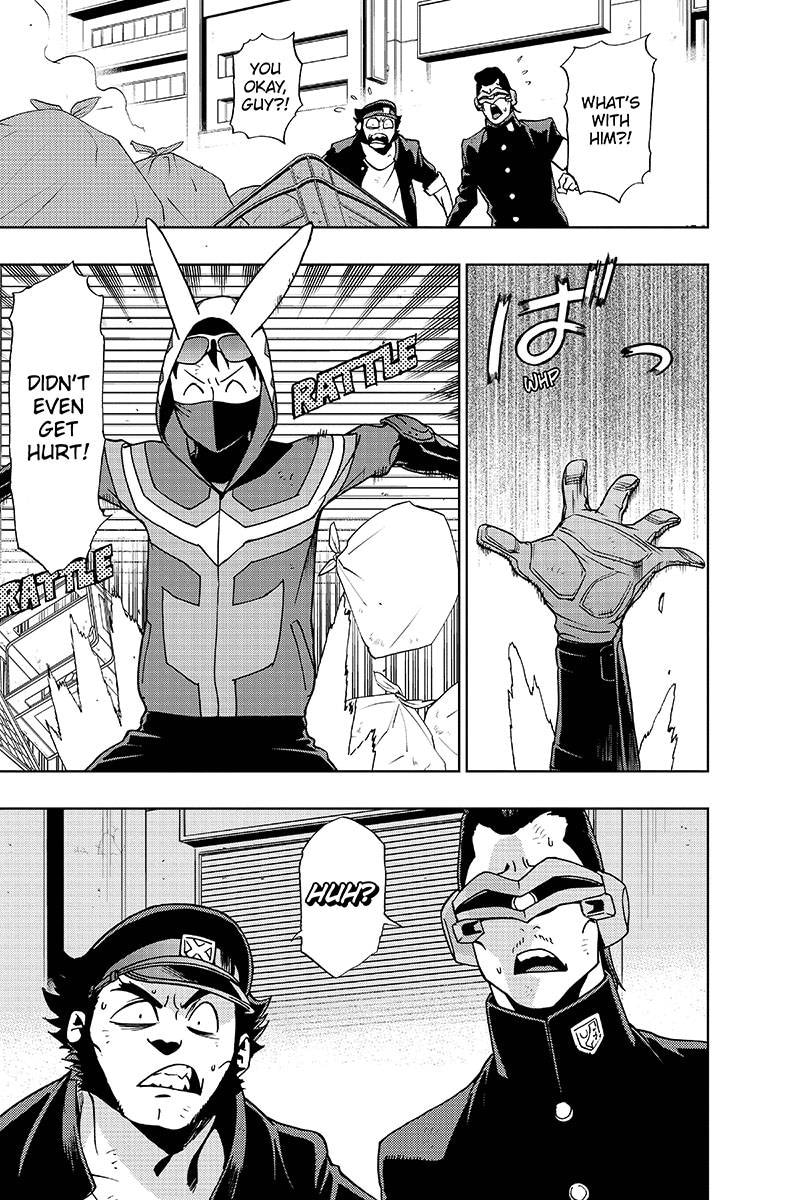 WHAT'S
WITH
HIM?!
YOU
OKAY,
GUY?!
ばっ
WHP
RATTLE
DIDN'T
EVEN
GET
HURT!
RATTLE
HUH?